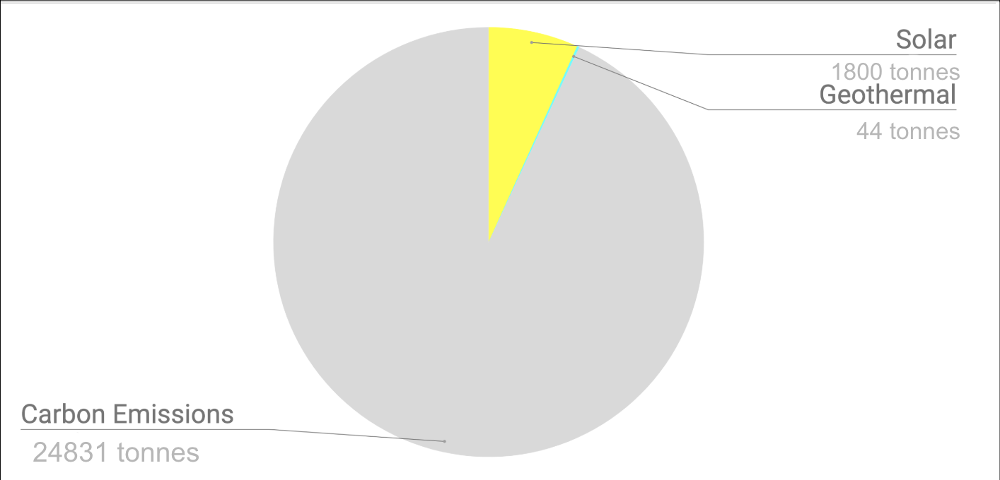 Solar
1800 tonnes
Geothermal
44 tonnes
Carbon Emissions
24831 tonnes